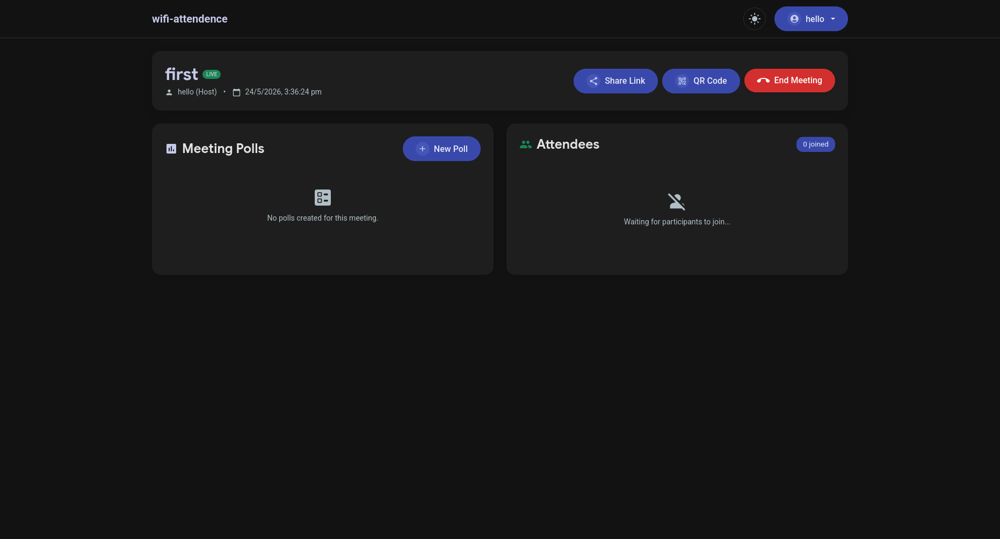 wifi-attendence
hello
first LIVE
hello (Host) • 24/5/2026, 3:36:24 pm
Share Link
QR Code
End Meeting
Meeting Polls
New Poll
No polls created for this meeting.
Attendees
0 joined
Waiting for participants to join...